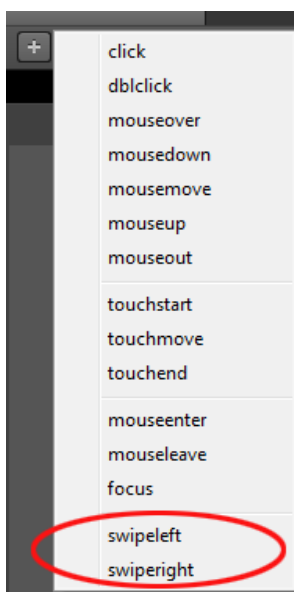 click
dblclick
mouseover
mousedown
mousemove
mouseup
mouseout
touchstart
touchmove
touchend
mouseenter
mouseleave
focus
swipeleft
swiperight